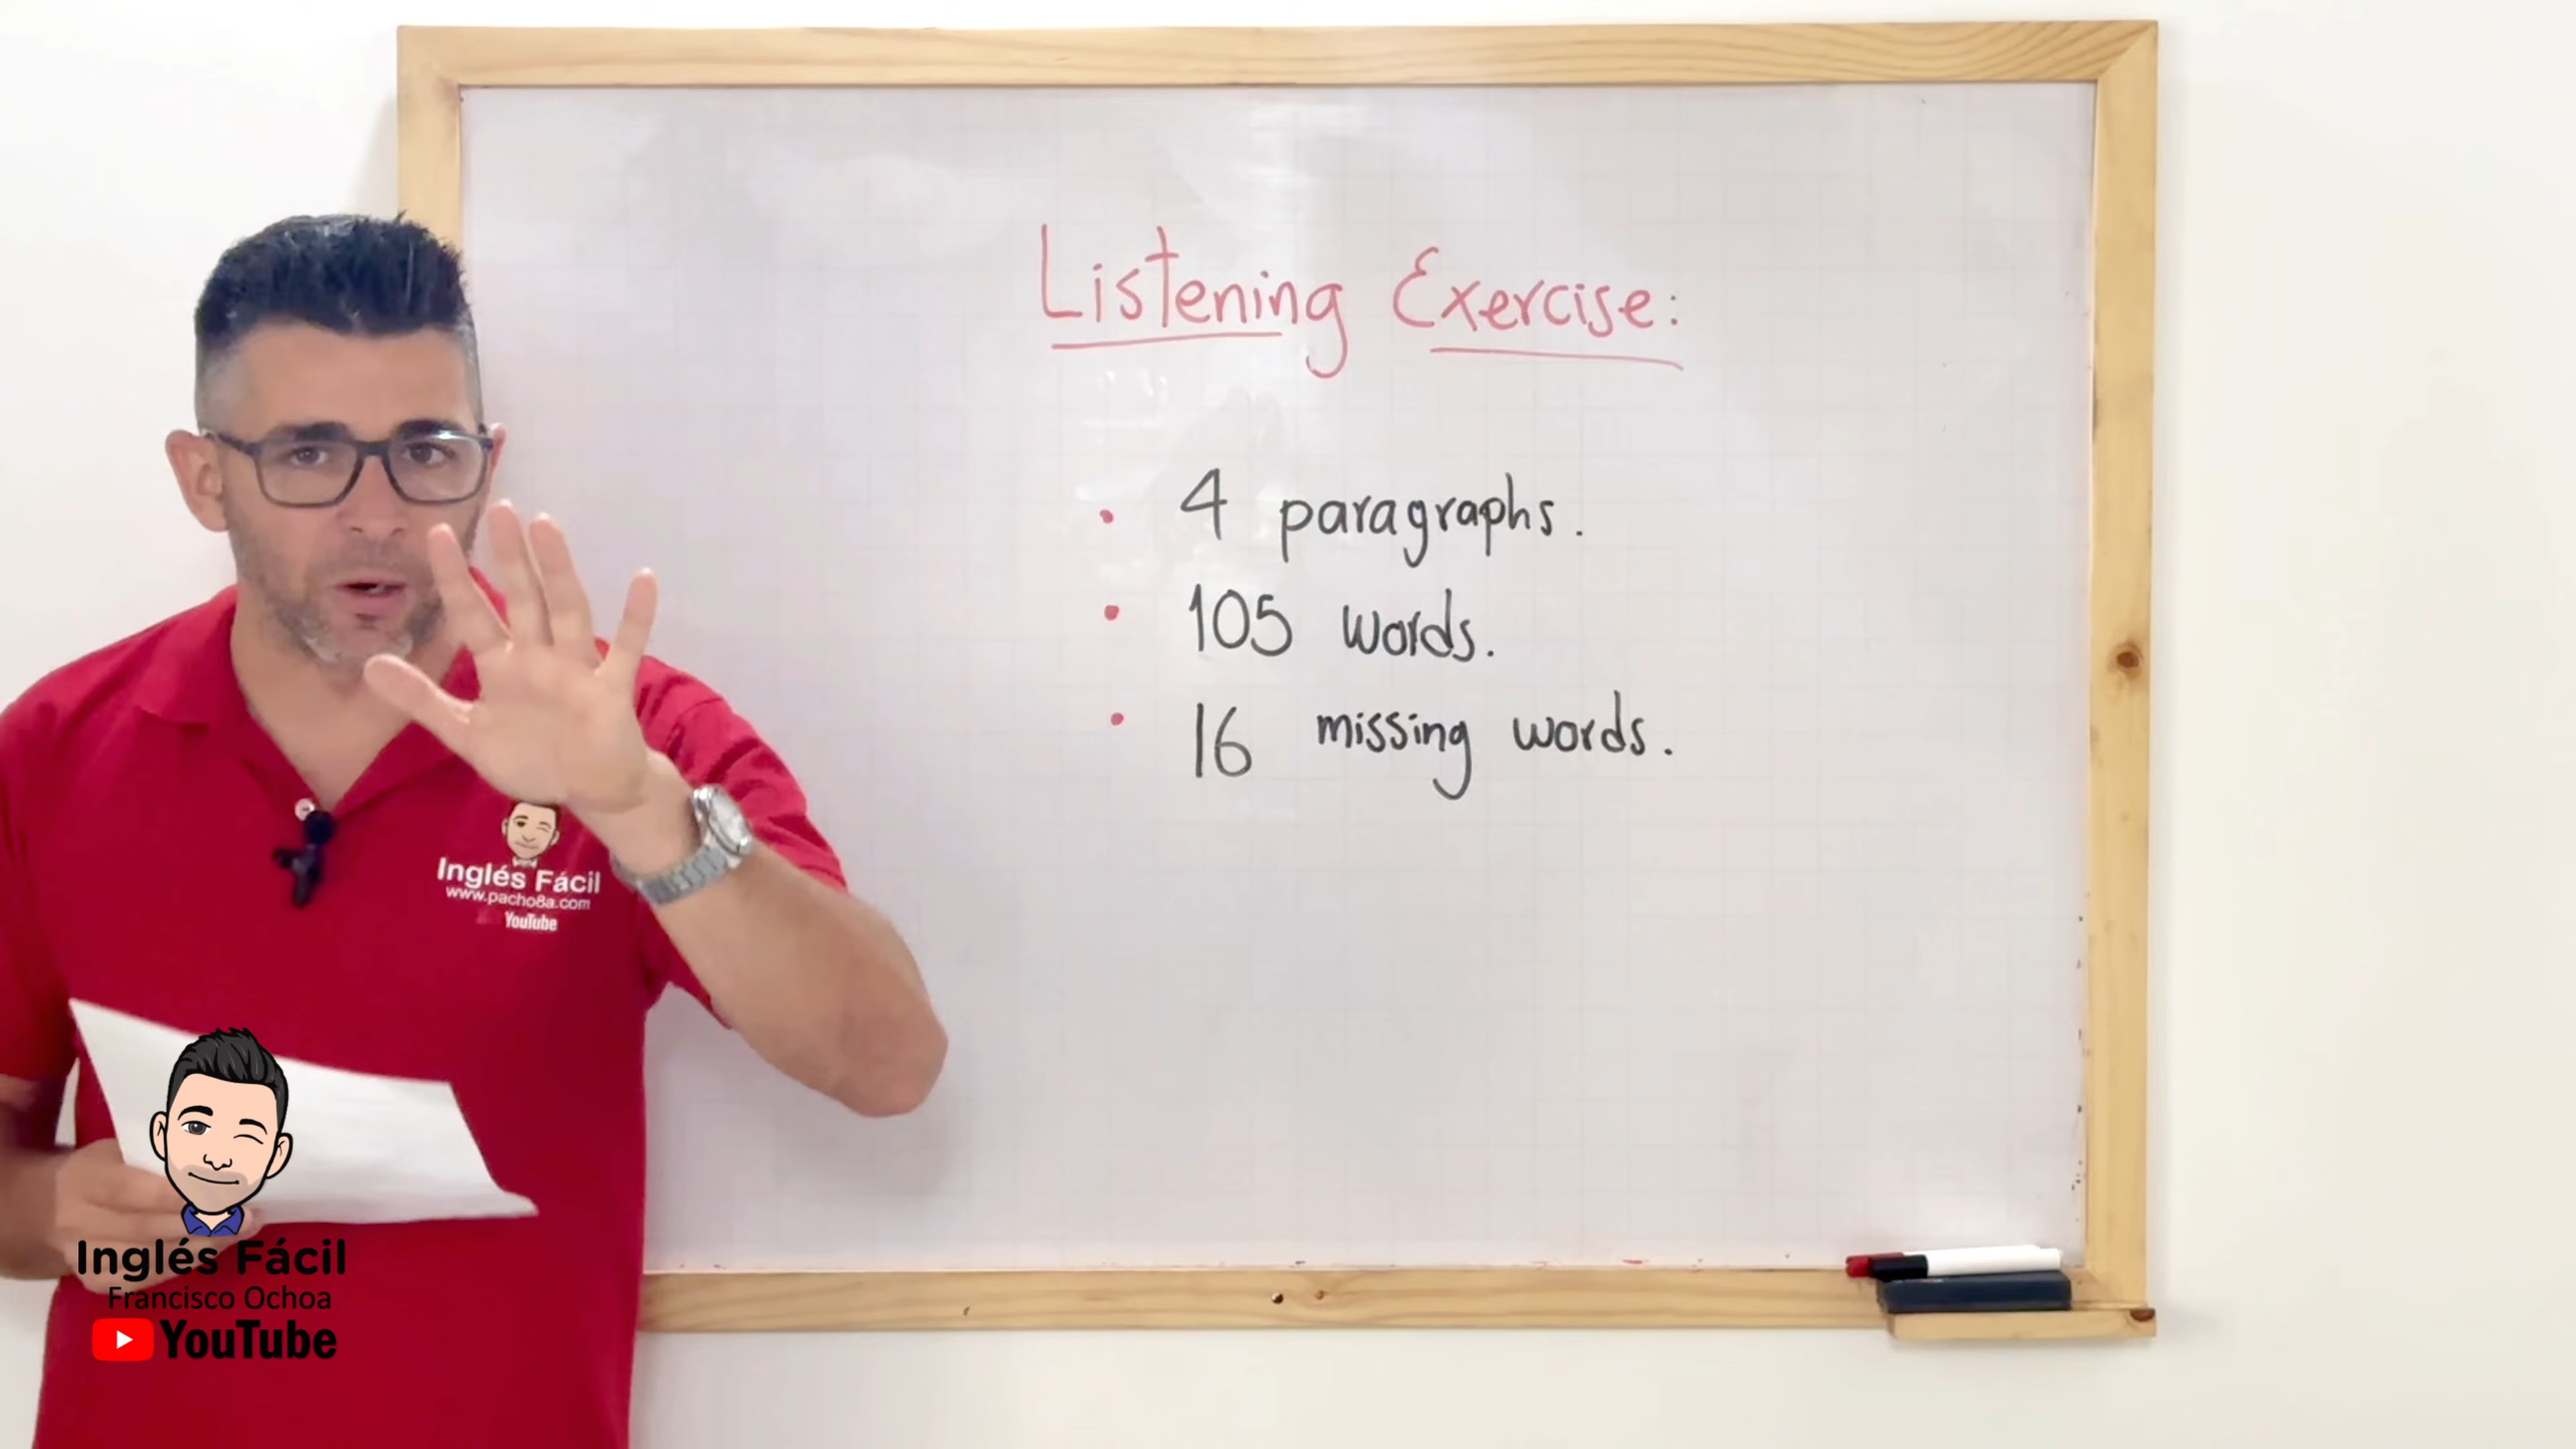 Listening Exercise:
• 4 paragraphs.
• 105 words.
• 16 missing words.
Inglés Fácil
www.pacho8a.com
YouTube
Inglés Fácil
Francisco Ochoa
YouTube